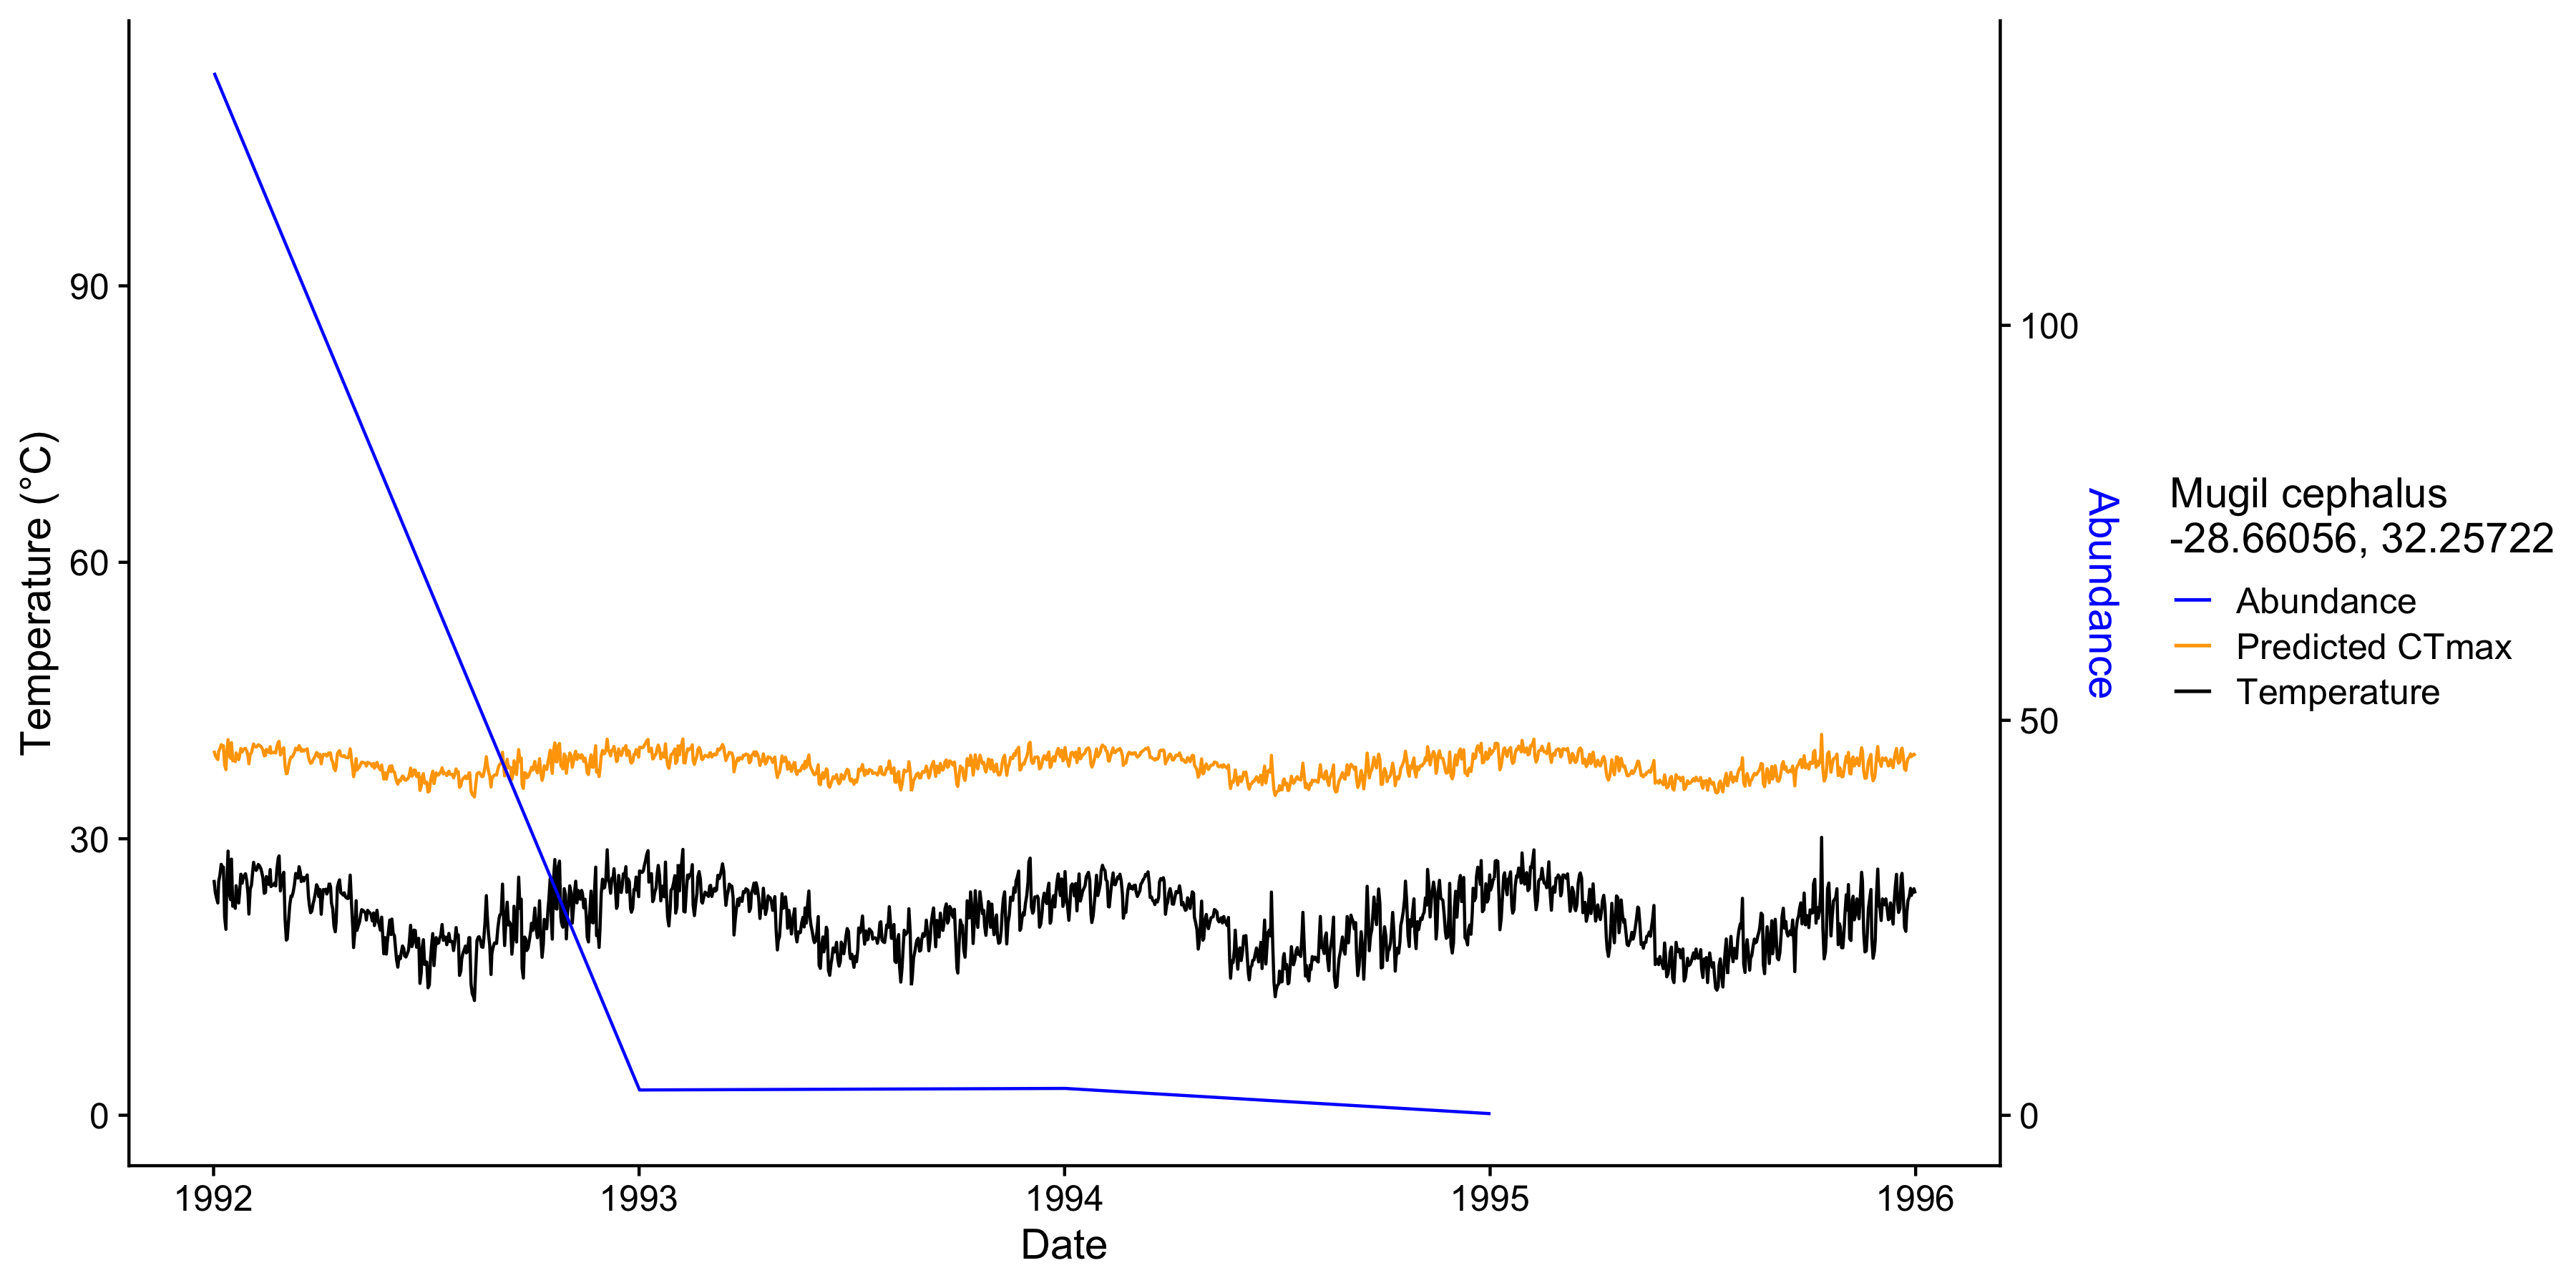 Temperature (°C)
90
60
30
0
1992
1993
1994
1995
1996
Date
100
50
0
Abundance
Mugil cephalus
-28.66056, 32.25722
Abundance
Predicted CTmax
Temperature